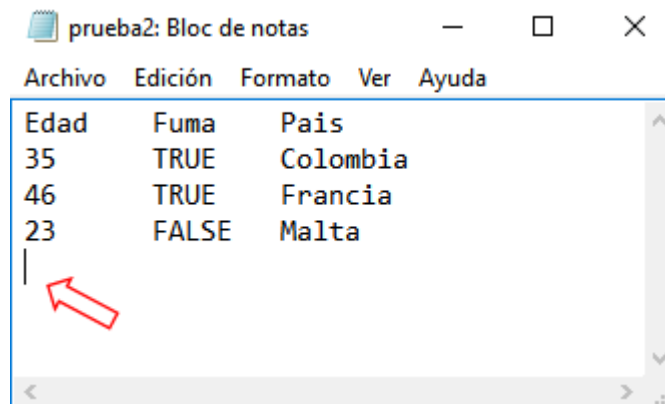 prueba2: Bloc de notas
Archivo Edición Formato Ver Ayuda
Edad Fuma Pais
35 TRUE Colombia
46 TRUE Francia
23 FALSE Malta